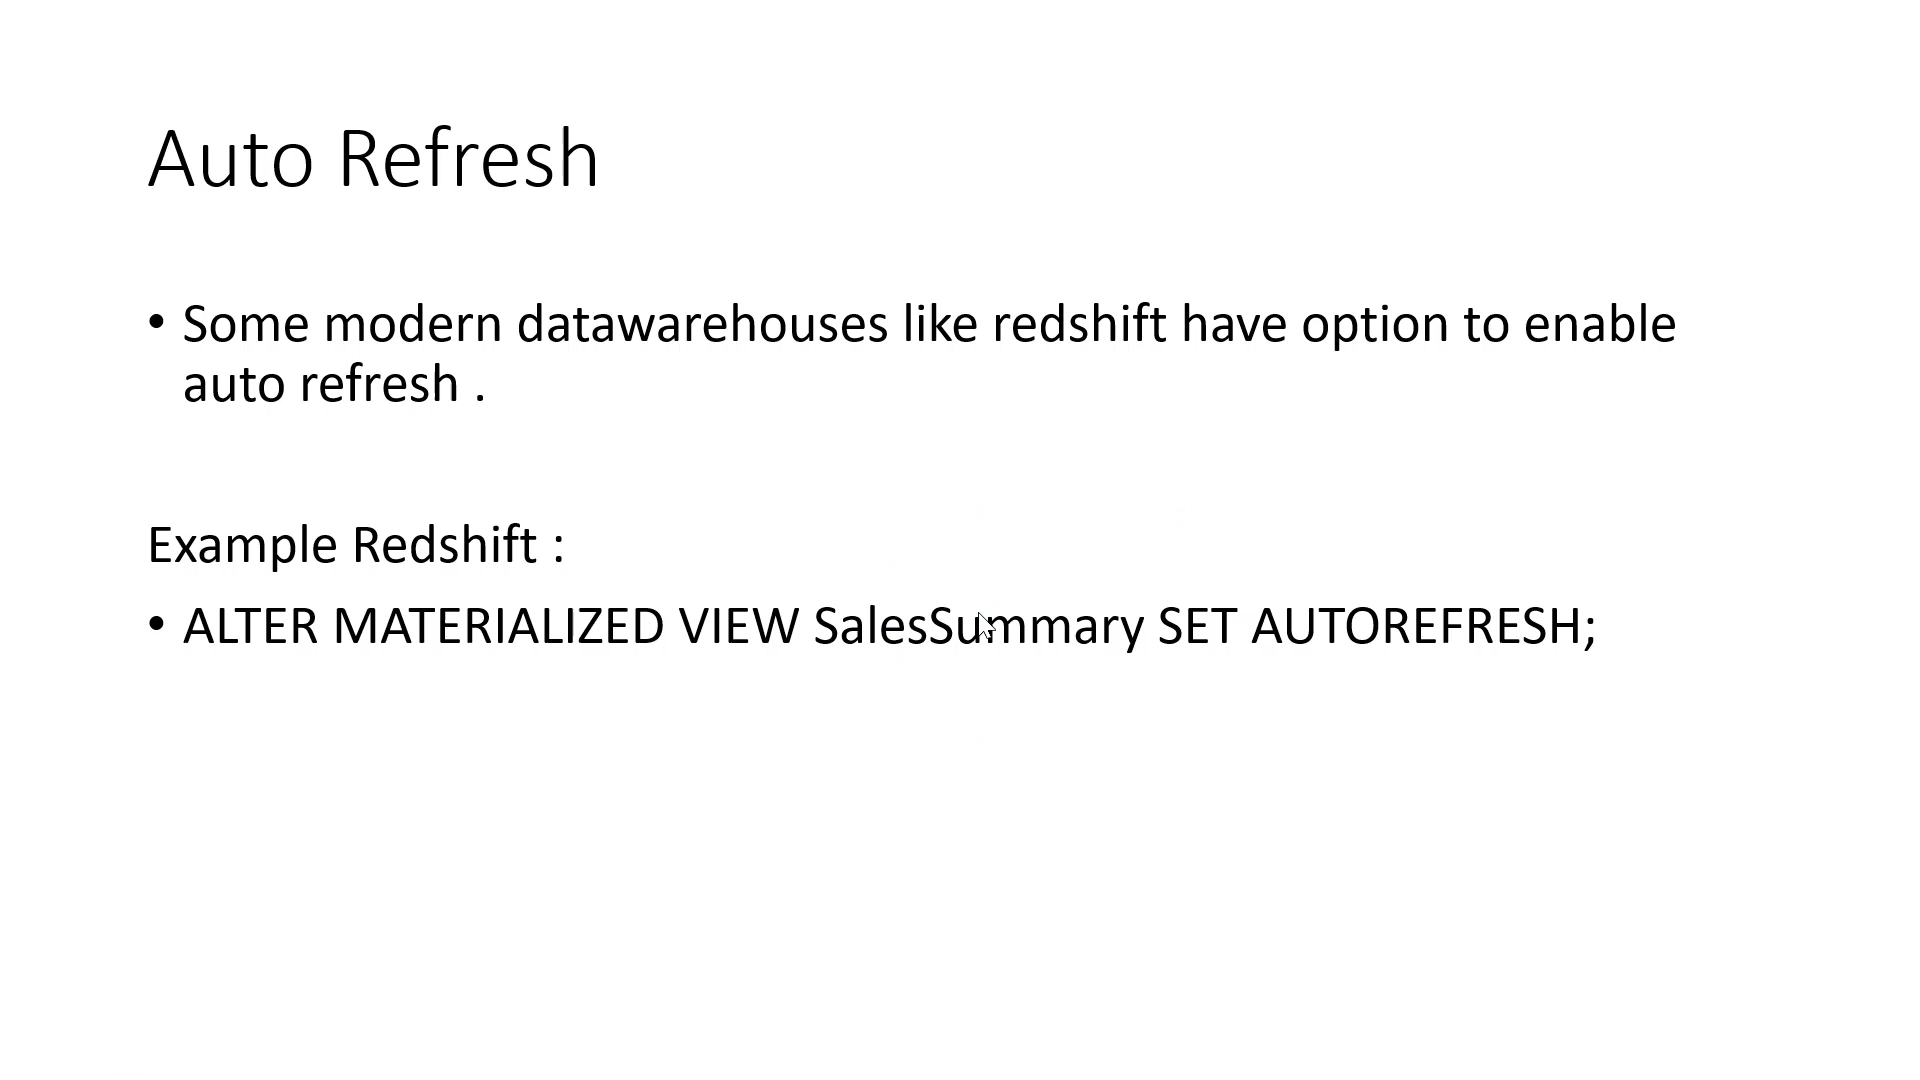 Auto Refresh
• Some modern datawarehouses like redshift have option to enable
auto refresh .
Example Redshift :
• ALTER MATERIALIZED VIEW SalesSummary SET AUTOREFRESH;